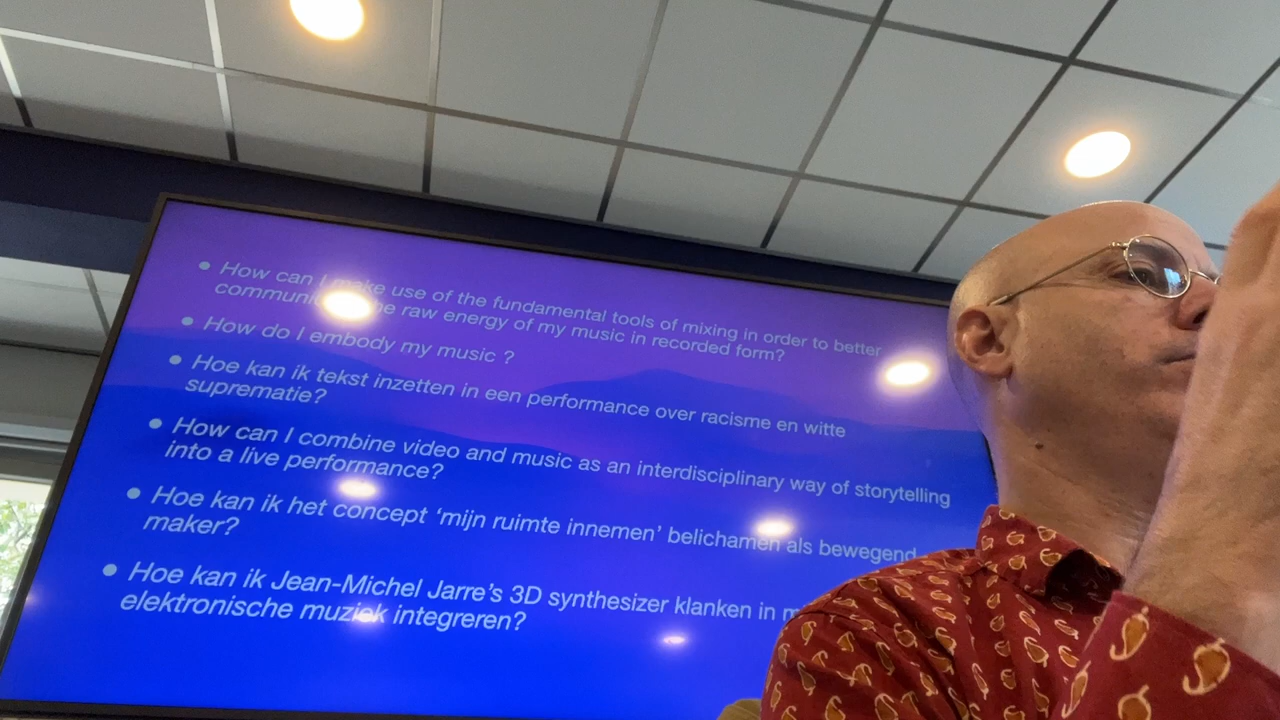 • How can I make use of the fundamental tools of mixing in order to better
communi the raw energy of my music in recorded form?
• How do I embody my music ?
• Hoe kan ik tekst inzetten in een performance over racisme en witte
suprematie?
• How can I combine video and music as an interdisciplinary way of storytelling
into a live performance?
• Hoe kan ik het concept ‘mijn ruimte innemen’ belichamen als bewegend
maker?
• Hoe kan ik Jean-Michel Jarre’s 3D synthesizer klanken in
elektronische muziek integreren?